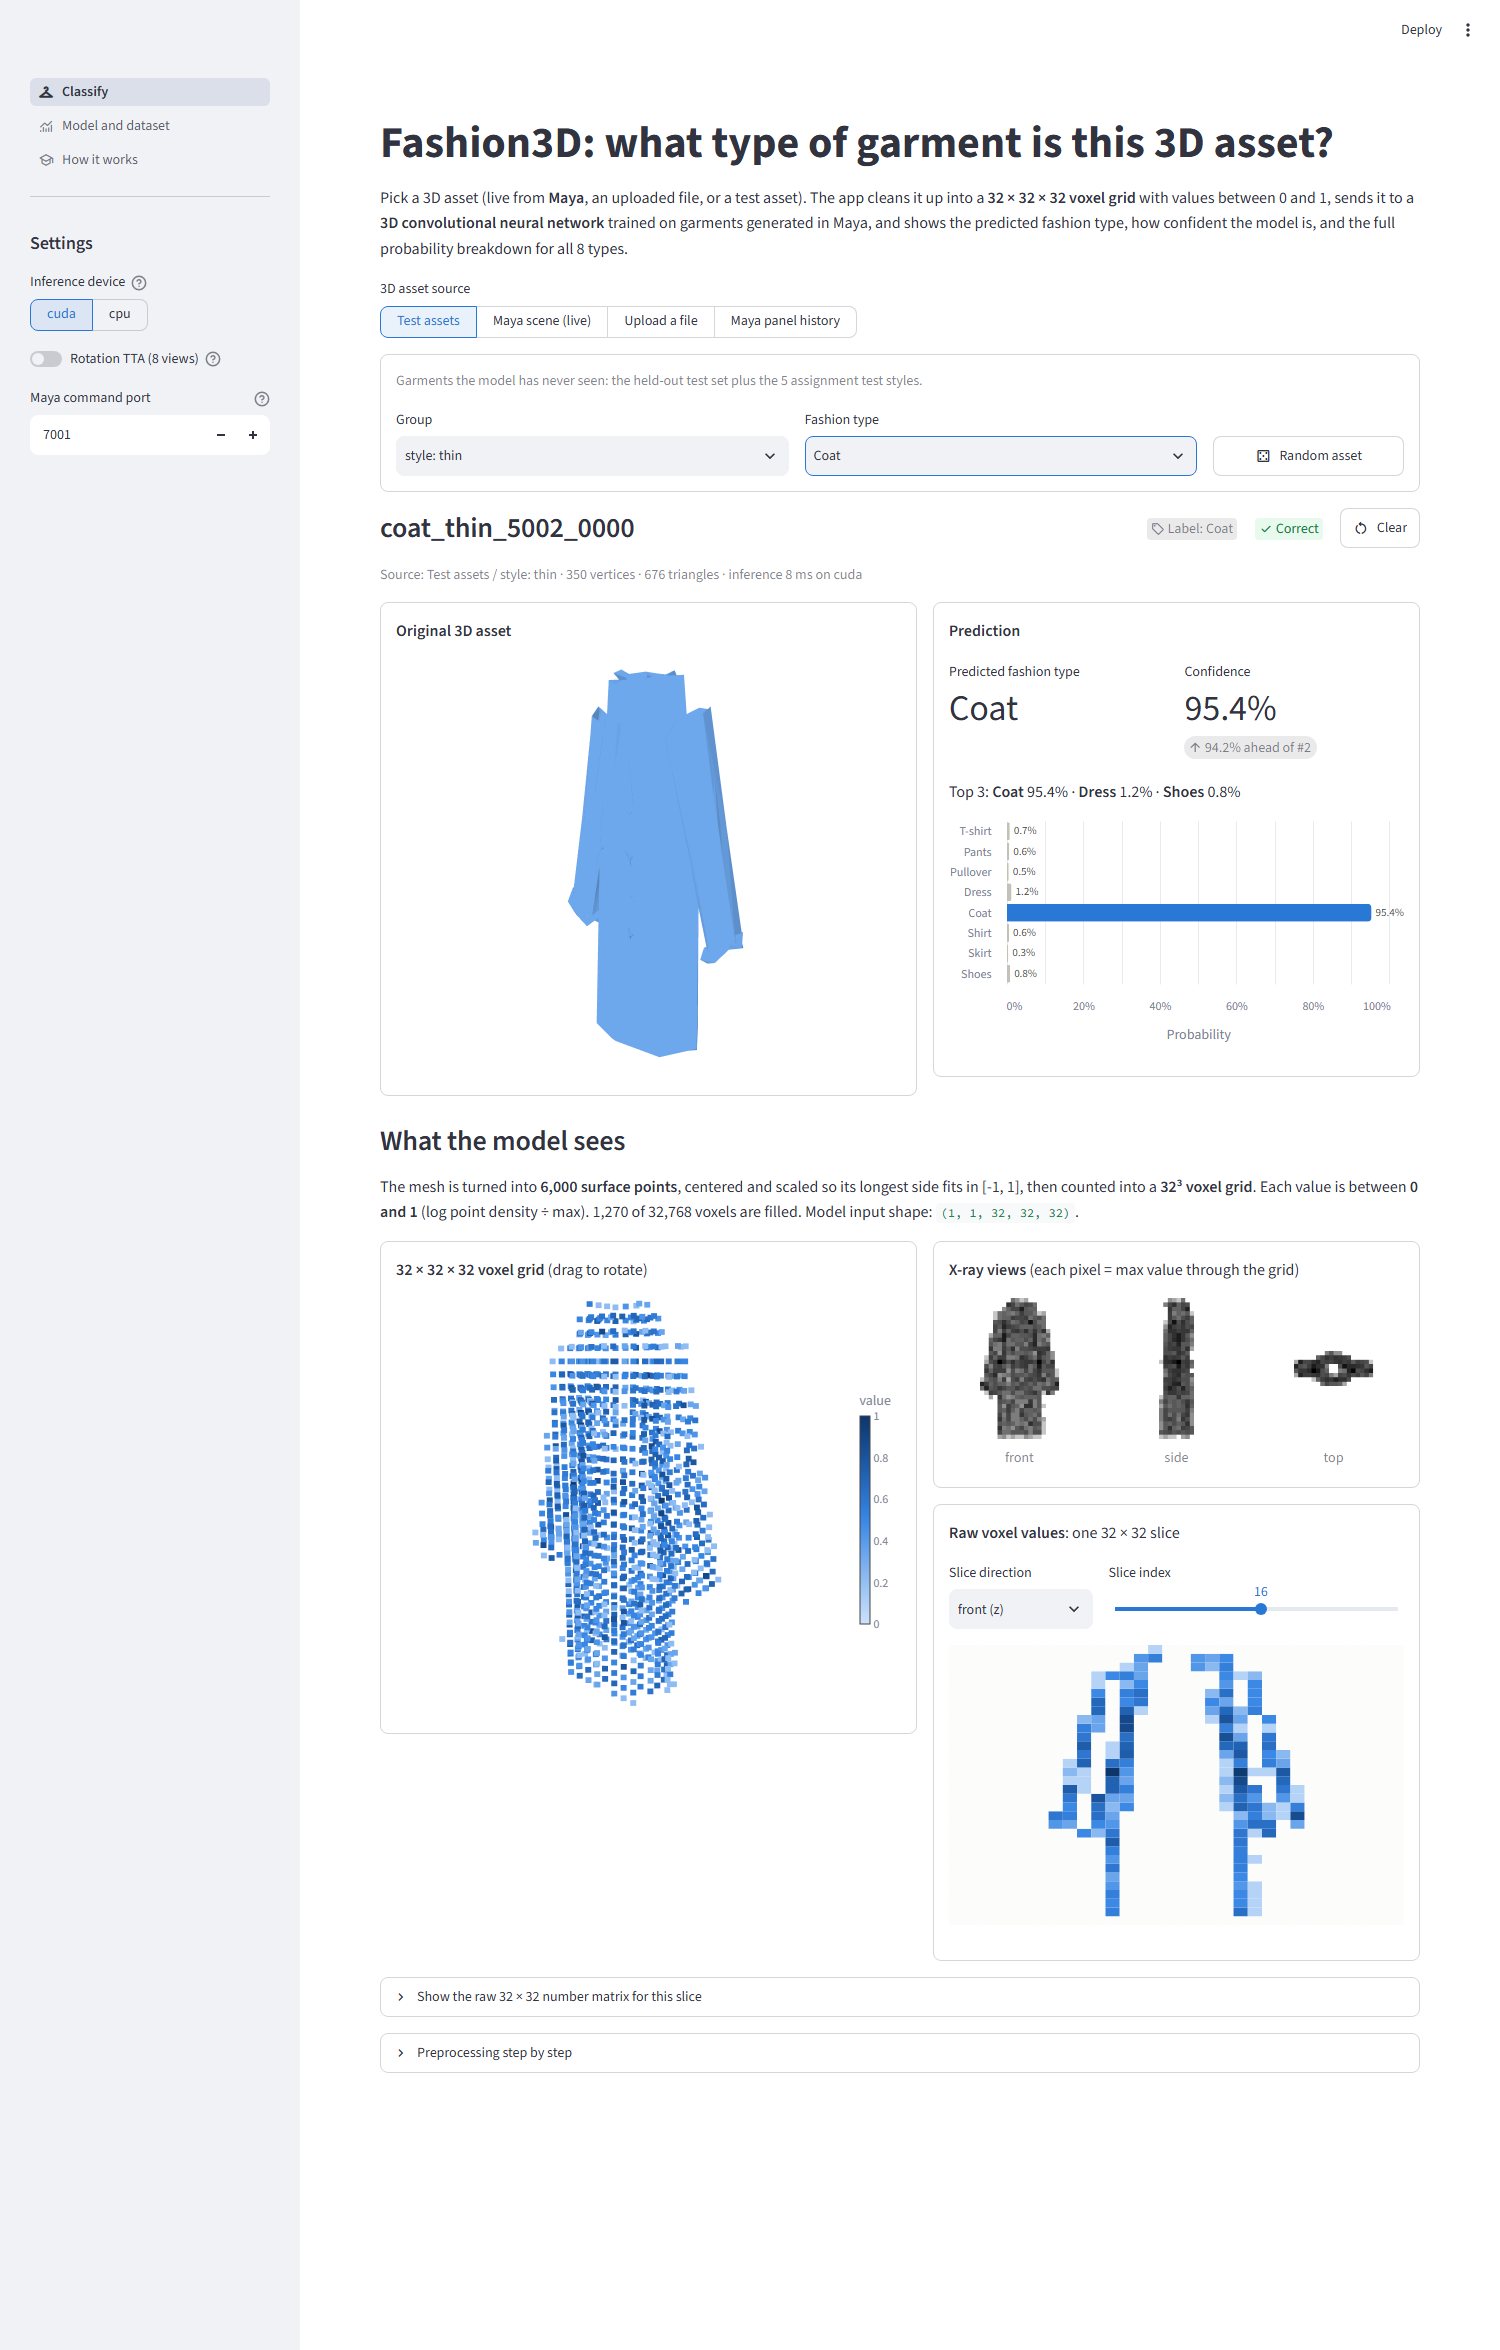 Deploy
Classify
Model and dataset
How it works
Settings
Inference device
cuda
cpu
Rotation TTA (8 views)
Maya command port
7001
Fashion3D: what type of garment is this 3D asset?
Pick a 3D asset (live from Maya, an uploaded file, or a test asset). The app cleans it up into a 32 × 32 × 32 voxel grid with values between 0 and 1, sends it to a
3D convolutional neural network trained on garments generated in Maya, and shows the predicted fashion type, how confident the model is, and the full
probability breakdown for all 8 types.
3D asset source
Test assets
Maya scene (live)
Upload a file
Maya panel history
Garments the model has never seen: the held-out test set plus the 5 assignment test styles.
Group
Fashion type
style: thin
Coat
Random asset
coat_thin_5002_0000
Label: Coat
Correct
Clear
Source: Test assets / style: thin · 350 vertices · 676 triangles · inference 8 ms on cuda
Original 3D asset
Prediction
Predicted fashion type
Confidence
Coat
95.4%
↑ 94.2% ahead of #2
Top 3: Coat 95.4% · Dress 1.2% · Shoes 0.8%
T-shirt 0.7%
Pants 0.6%
Pullover 0.5%
Dress 1.2%
Coat 95.4%
Shirt 0.6%
Skirt 0.3%
Shoes 0.8%
0% 20% 40% 60% 80% 100%
Probability
What the model sees
The mesh is turned into 6,000 surface points, centered and scaled so its longest side fits in [-1, 1], then counted into a 32³ voxel grid. Each value is between 0
and 1 (log point density ÷ max). 1,270 of 32,768 voxels are filled. Model input shape: (1, 1, 32, 32, 32) .
32 × 32 × 32 voxel grid (drag to rotate)
value
1
0.8
0.6
0.4
0.2
0
X-ray views (each pixel = max value through the grid)
front
side
top
Raw voxel values: one 32 × 32 slice
Slice direction
Slice index
front (z)
16
Show the raw 32 × 32 number matrix for this slice
Preprocessing step by step